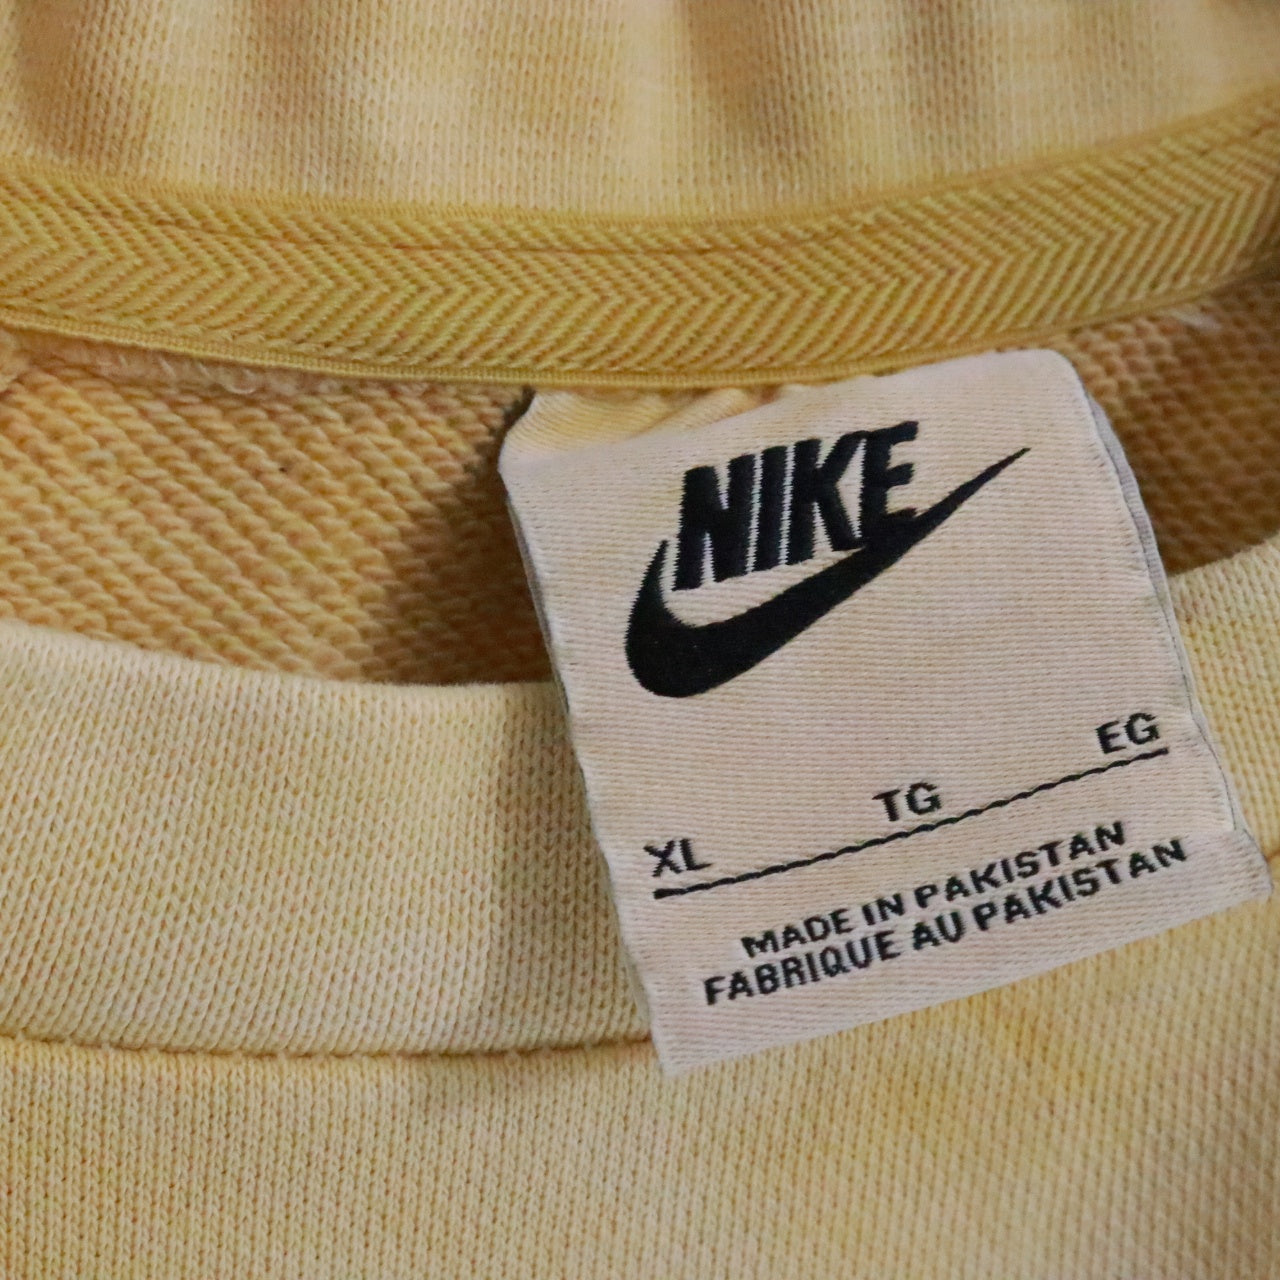 NIKE
XL TG EG
MADE IN PAKISTAN
FABRIQUE AU PAKISTAN